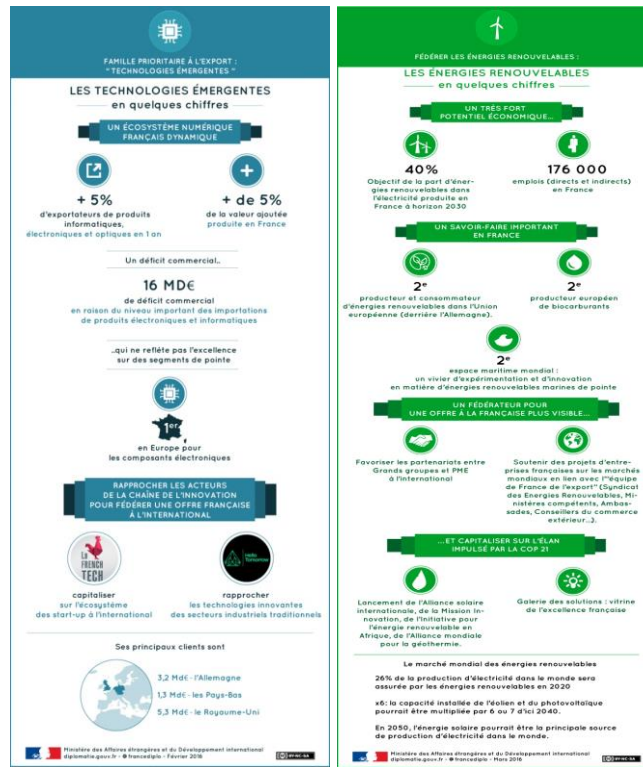 FAMILLE PRIORITAIRE À L'EXPORT :
"TECHNOLOGIES ÉMERGENTES"
LES TECHNOLOGIES ÉMERGENTES
en quelques chiffres
UN ÉCOSYSTÈME NUMÉRIQUE
FRANÇAIS DYNAMIQUE
+ 5%
d'exportateurs de produits
informatiques,
électroniques et optiques en 1 an
+ de 5%
de la valeur ajoutée
produite en France
Un déficit commercial..
16 MD€
de déficit commercial
en raison du niveau important des importations
de produits électroniques et informatiques
..qui ne reflète pas l'excellence
sur des segments de pointe
1er
en Europe pour
les composants électroniques
RAPPROCHER LES ACTEURS
DE LA CHAÎNE DE L'INNOVATION
POUR FÉDÉRER UNE OFFRE FRANÇAISE
À L'INTERNATIONAL
LA
FRENCH
TECH
capitaliser
sur l'écosystème
des start-up à l'international
Hello
Tomorrow
rapprocher
les technologies innovantes
des secteurs industriels traditionnels
Ses principaux clients sont
3,2 Md€ - l'Allemagne
1,3 Md€ - les Pays-Bas
5,3 Md€ - le Royaume-Uni
Ministère des Affaires étrangères et du Développement international
diplomatie.gouv.fr - @francediplo - Février 2016
BY-NC-SA
FÉDÉRER LES ÉNERGIES RENOUVELABLES :
LES ÉNERGIES RENOUVELABLES
en quelques chiffres
UN TRÈS FORT
POTENTIEL ÉCONOMIQUE...
40%
Objectif de la part d'éner-
gies renouvelables dans
l'électricité produite en
France à horizon 2030
176 000
emplois (directs et indirects)
en France
UN SAVOIR-FAIRE IMPORTANT
EN FRANCE
2e
producteur et consommateur
d'énergies renouvelables dans l'Union
européenne (derrière l'Allemagne).
2e
producteur européen
de biocarburants
2e
espace maritime mondial :
un vivier d'expérimentation et d'innovation
en matière d'énergies renouvelables marines de pointe
UN FÉDÉRATEUR POUR
UNE OFFRE À LA FRANÇAISE PLUS VISIBLE...
Favoriser les partenariats entre
Grands groupes et PME
à l'international
Soutenir des projets d'entre-
prises françaises sur les marchés
mondiaux en lien avec l'"équipe
de France de l'export" (Syndicat
des Energies Renouvelables, Mi-
nistères compétents, Ambas-
sades, Conseillers du commerce
extérieur...).
...ET CAPITALISER SUR L'ÉLAN
IMPULSÉ PAR LA COP 21
Lancement de l'Alliance solaire
internationale, de la Mission In-
novation, de l'Initiative pour
l'énergie renouvelable en
Afrique, de l'Alliance mondiale
pour la géothermie.
Galerie des solutions : vitrine
de l'excellence française
Le marché mondial des énergies renouvelables
26% de la production d'électricité dans le monde sera
assurée par les énergies renouvelables en 2020
x6: la capacité installée de l'éolien et du photovoltaïque
pourrait être multipliée par 6 ou 7 d'ici 2040.
En 2050, l'énergie solaire pourrait être la principale source
de production d'électricité dans le monde.
Ministère des Affaires étrangères et du Développement international
diplomatie.gouv.fr - @francediplo - Mars 2016
BY-NC-SA